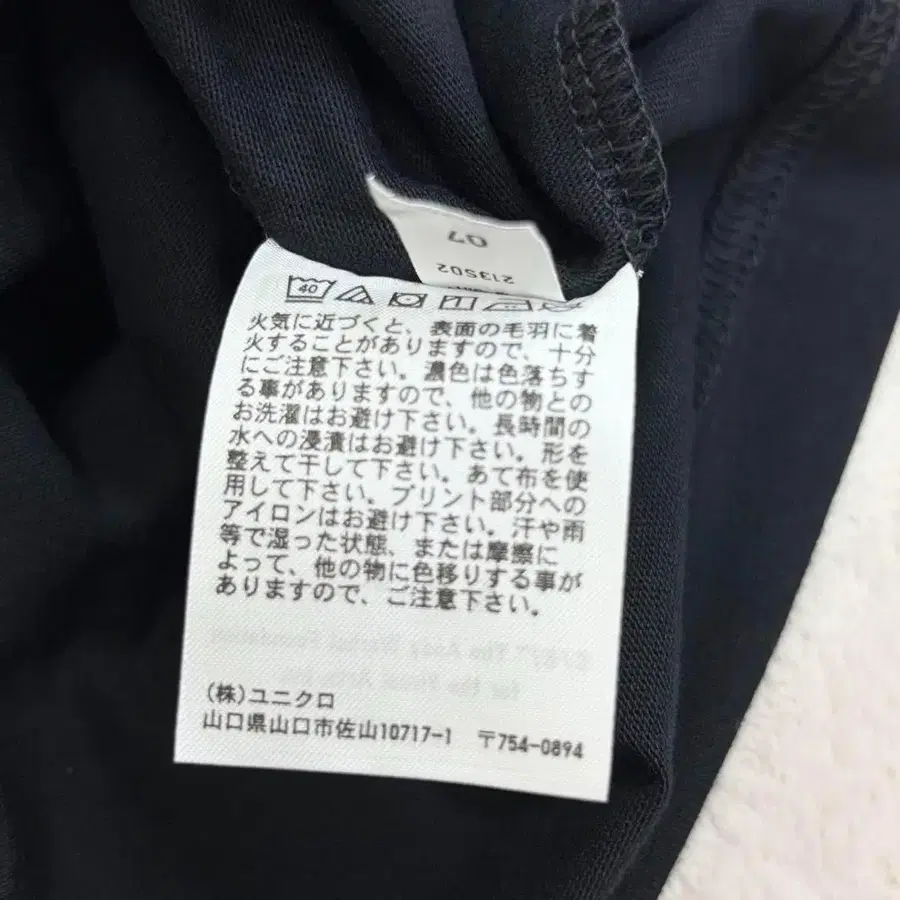 07
213S02
40
火気に近づくと、表面の毛羽に着
火することがありますので、十分
にご注意下さい。濃色は色落ちす
る事がありますので、他の物との
お洗濯はお避け下さい。長時間の
水への浸漬はお避け下さい。形を
整えて干して下さい。あて布を使
用して下さい。プリント部分への
アイロンはお避け下さい。汗や雨
等で湿った状態、または摩擦に
よって、他の物に色移りする事が
ありますので、ご注意下さい。
The Andy Warhol Foundation
for the Visual Arts
(株)ユニクロ
山口県山口市佐山10717-1 〒754-0894